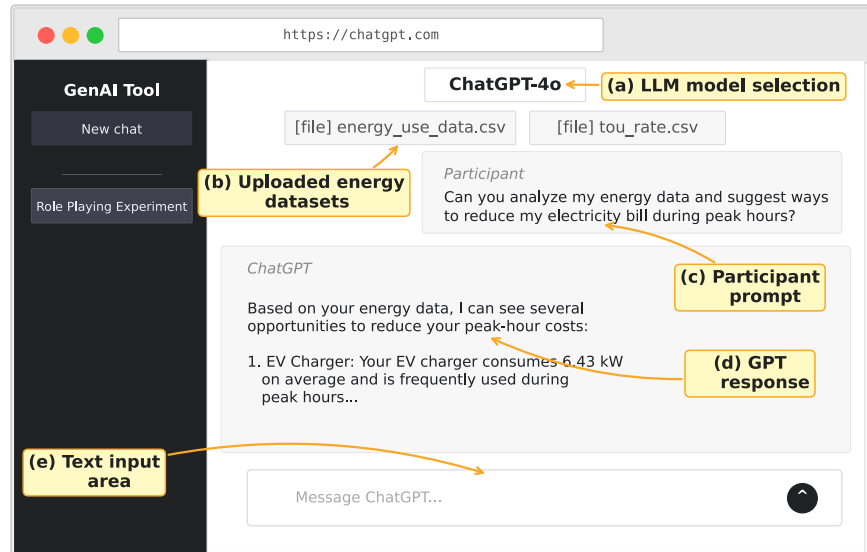 https://chatgpt.com
GenAI Tool
New chat
Role Playing Experiment
ChatGPT-4o
(a) LLM model selection
[file] energy_use_data.csv
[file] tou_rate.csv
(b) Uploaded energy
datasets
Participant
Can you analyze my energy data and suggest ways
to reduce my electricity bill during peak hours?
(c) Participant
prompt
ChatGPT
Based on your energy data, I can see several
opportunities to reduce your peak-hour costs:
1. EV Charger: Your EV charger consumes 6.43 kW
on average and is frequently used during
peak hours...
(d) GPT
response
(e) Text input
area
Message ChatGPT...